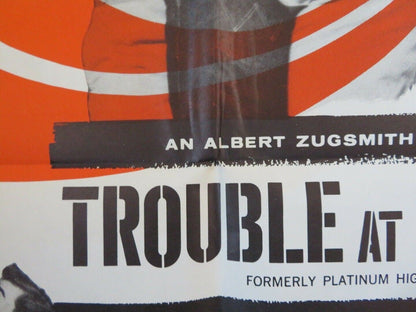 AN ALBERT ZUGSMITH
TROUBLE AT
FORMERLY PLATINUM HIG